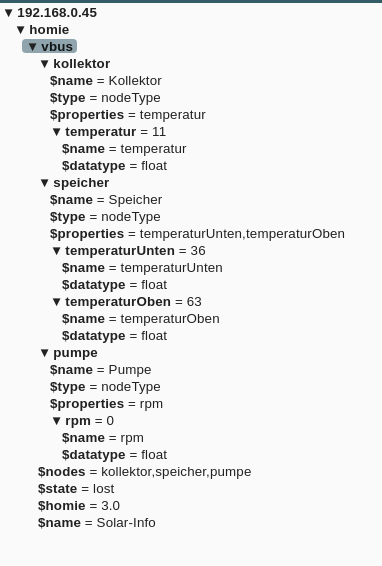 ▼ 192.168.0.45
▼ homie
▼ vbus
▼ kollektor
$name = Kollektor
$type = nodeType
$properties = temperatur
▼ temperatur = 11
$name = temperatur
$datatype = float
▼ speicher
$name = Speicher
$type = nodeType
$properties = temperaturUnten,temperaturOben
▼ temperaturUnten = 36
$name = temperaturUnten
$datatype = float
▼ temperaturOben = 63
$name = temperaturOben
$datatype = float
▼ pumpe
$name = Pumpe
$type = nodeType
$properties = rpm
▼ rpm = 0
$name = rpm
$datatype = float
$nodes = kollektor,speicher,pumpe
$state = lost
$homie = 3.0
$name = Solar-Info